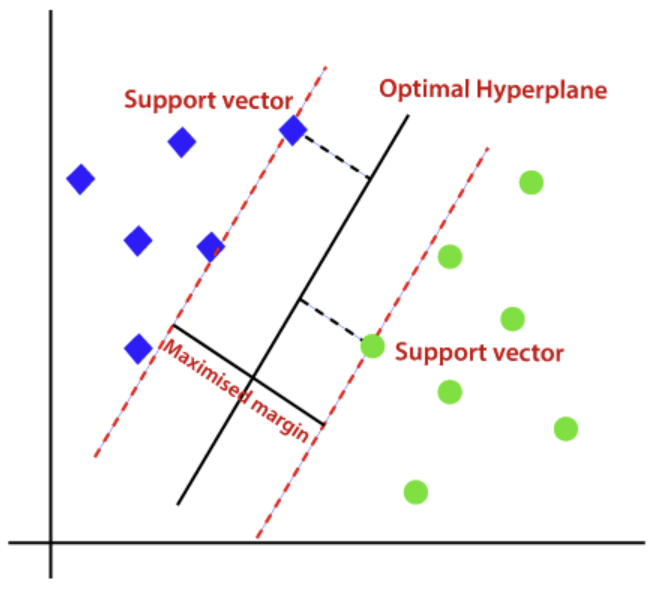 Support vector
Optimal Hyperplane
Support vector
Maximised margin